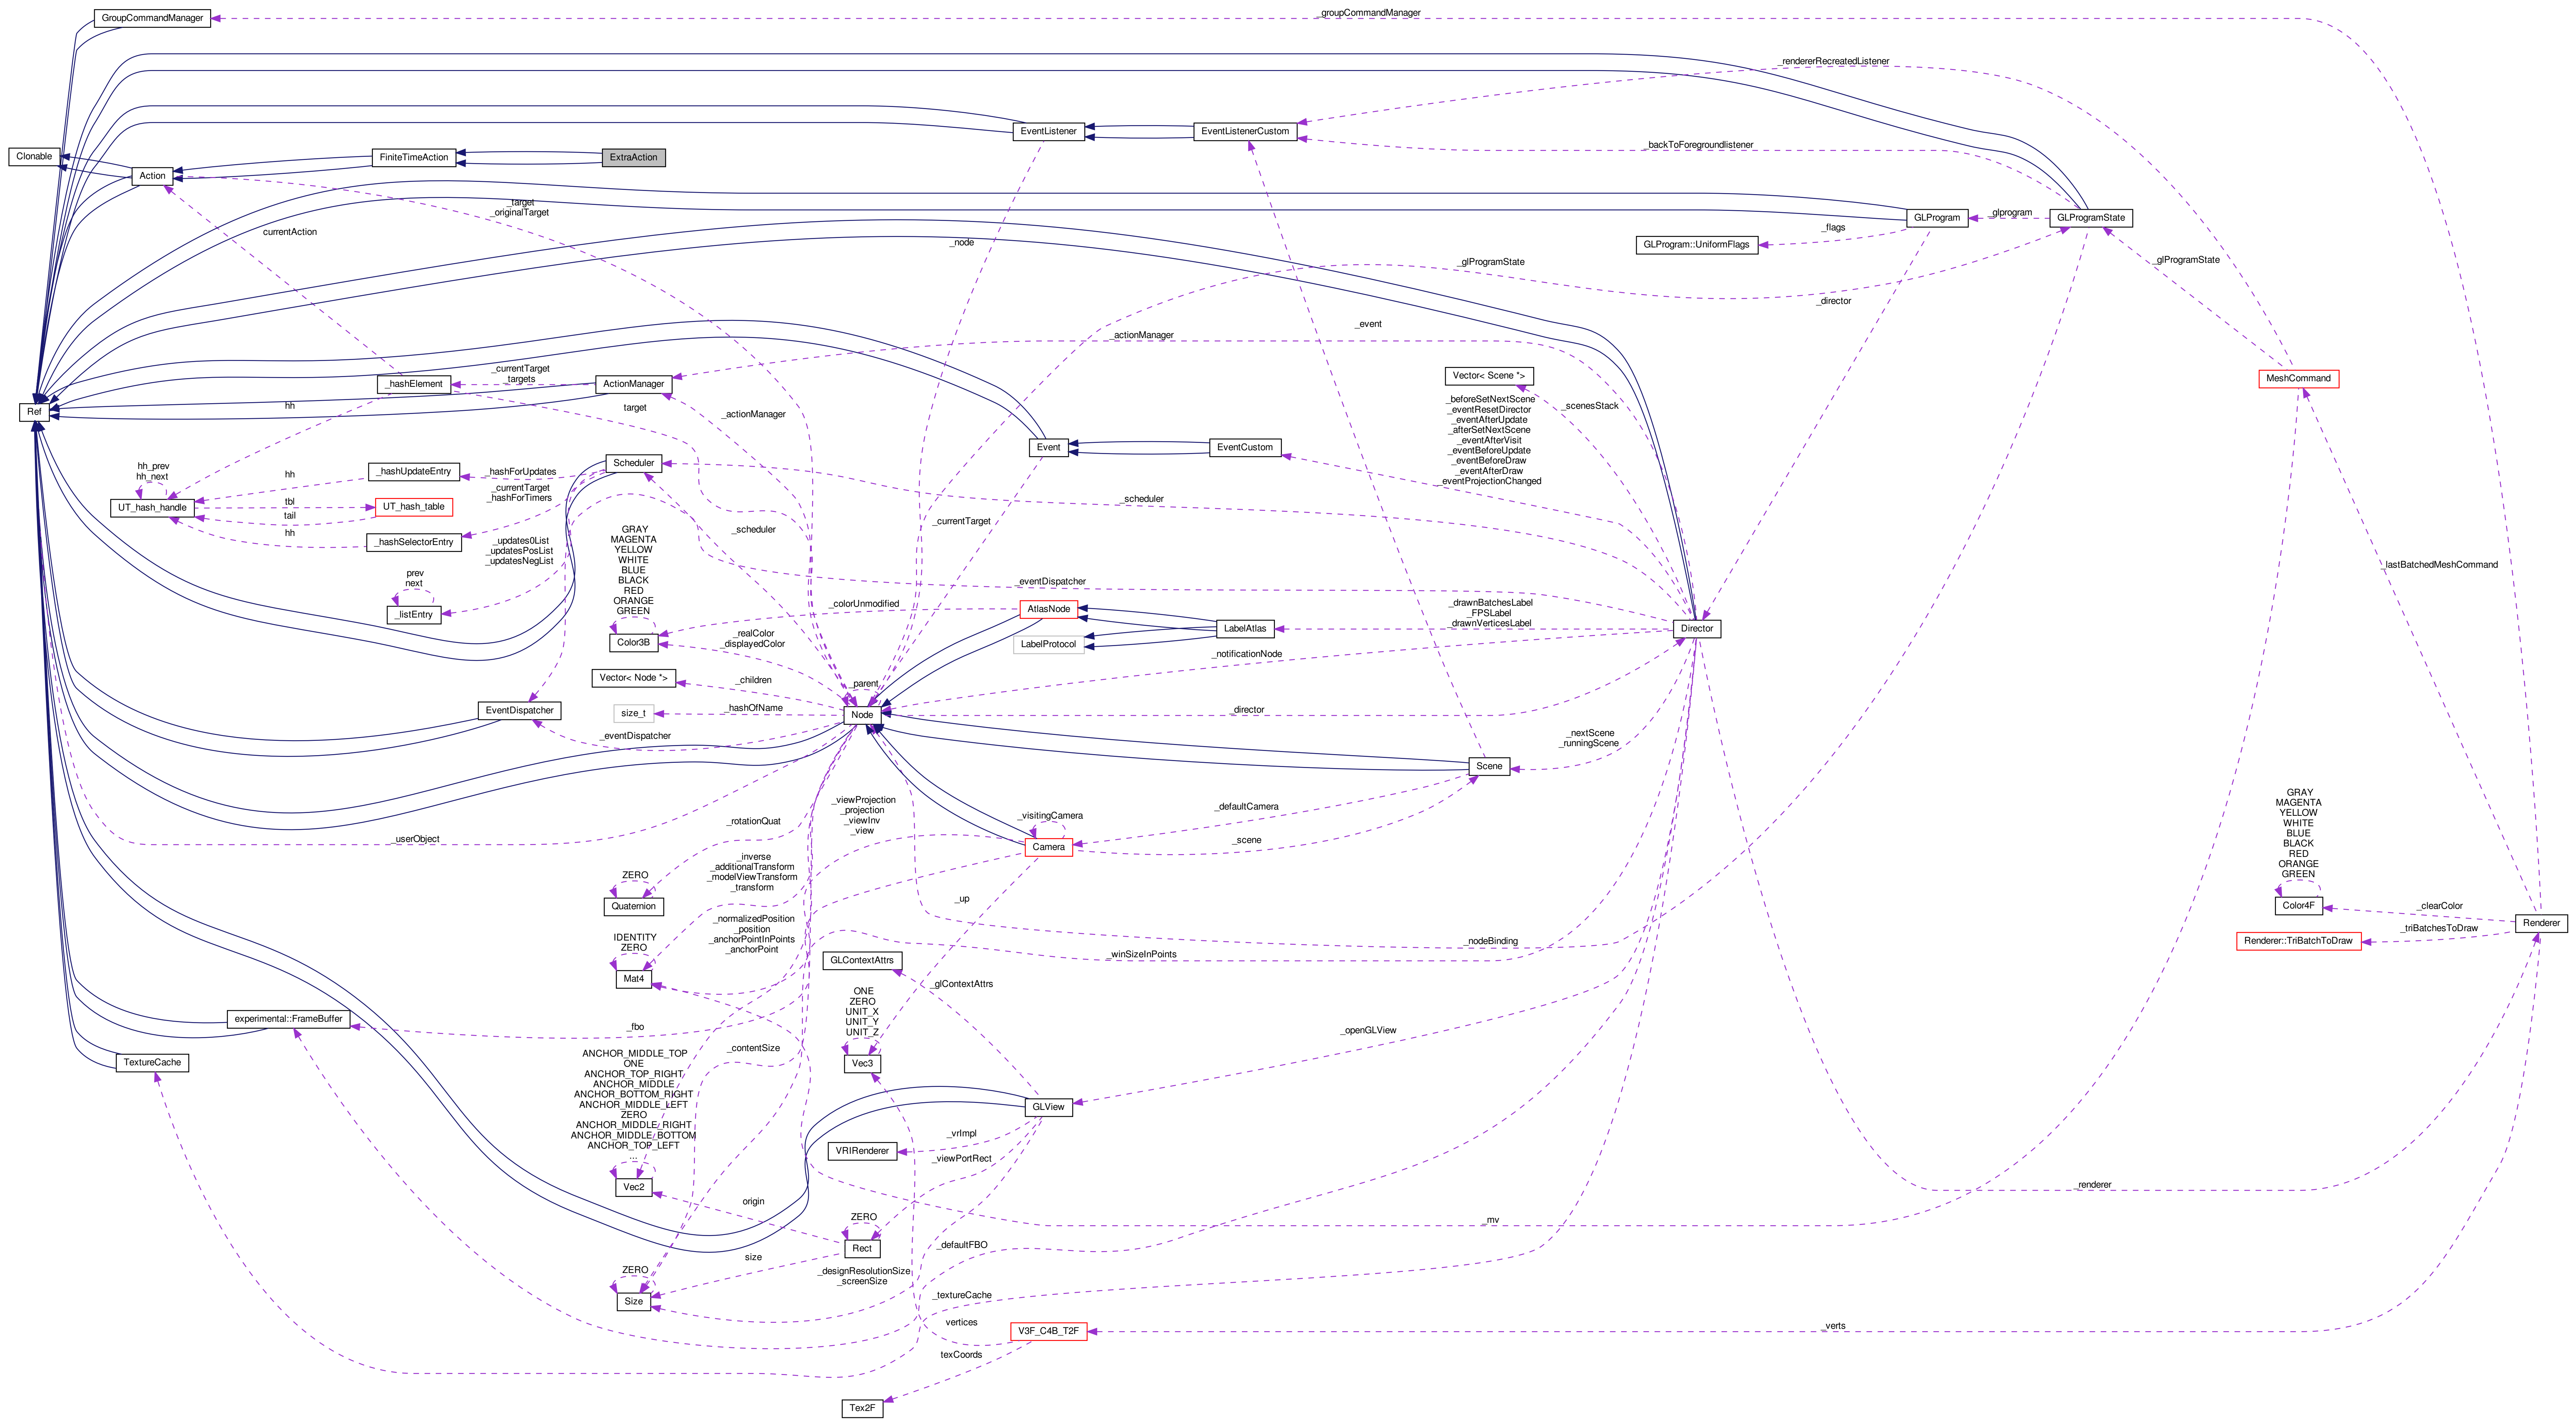 GroupCommandManager
_groupCommandManager
_rendererRecreatedListener
EventListener
EventListenerCustom
_backToForegroundlistener
Clonable
FiniteTimeAction
ExtraAction
Action
_target
_originalTarget
GLProgram
_glprogram
GLProgramState
currentAction
_node
_flags
GLProgram::UniformFlags
_glProgramState
_glProgramState
_director
_event
_actionManager
_currentTarget
targets
_hashElement
ActionManager
Vector< Scene *>
MeshCommand
Ref
hh
target
_actionManager
_scenesStack
_beforeSetNextScene
_eventResetDirector
_eventAfterUpdate
_afterSetNextScene
_eventAfterVisit
_eventBeforeUpdate
_eventBeforeDraw
_eventAfterDraw
_eventProjectionChanged
Event
EventCustom
Scheduler
hh_prev
hh_next
hh
_hashUpdateEntry
_hashForUpdates
_currentTarget
_hashForTimers
_scheduler
UT_hash_handle
tbl
tail
UT_hash_table
hh
_hashSelectorEntry
_scheduler
_currentTarget
_updates0List
_updatesPosList
_updatesNegList
GRAY
MAGENTA
YELLOW
WHITE
BLUE
BLACK
RED
ORANGE
GREEN
prev
next
_listEntry
_eventDispatcher
_lastBatchedMeshCommand
_colorUnmodified
AtlasNode
_drawnBatchesLabel
_FPSLabel
_drawnVerticesLabel
Color3B
_realColor
_displayedColor
LabelProtocol
LabelAtlas
Director
_notificationNode
Vector< Node *>
_children
_parent
EventDispatcher
size_t
_hashOfName
Node
_director
_eventDispatcher
_nextScene
_runningScene
Scene
_userObject
_rotationQuat
_viewProjection
_projection
_viewInv
_view
_visitingCamera
Camera
_defaultCamera
_scene
GRAY
MAGENTA
YELLOW
WHITE
BLUE
BLACK
RED
ORANGE
GREEN
ZERO
Quaternion
_inverse
_additionalTransform
_modelViewTransform
_transform
_up
Color4F
_clearColor
Renderer
_triBatchesToDraw
Renderer::TriBatchToDraw
IDENTITY
ZERO
Mat4
_normalizedPosition
_position
_anchorPointInPoints
_anchorPoint
_nodeBinding
_winSizeInPoints
GLContextAttrs
_glContextAttrs
experimental::FrameBuffer
_fbo
ONE
ZERO
UNIT_X
UNIT_Y
UNIT_Z
Vec3
_openGLView
TextureCache
_contentSize
ANCHOR_MIDDLE_TOP
ONE
ANCHOR_TOP_RIGHT
ANCHOR_MIDDLE
ANCHOR_BOTTOM_RIGHT
ANCHOR_MIDDLE_LEFT
ZERO
ANCHOR_MIDDLE_RIGHT
ANCHOR_MIDDLE_BOTTOM
ANCHOR_TOP_LEFT
...
Vec2
GLView
VRIRenderer
_vrImpl
_viewPortRect
_renderer
origin
ZERO
Rect
_mv
_defaultFBO
size
ZERO
Size
_designResolutionSize
_screenSize
_textureCache
vertices
V3F_C4B_T2F
_verts
texCoords
Tex2F